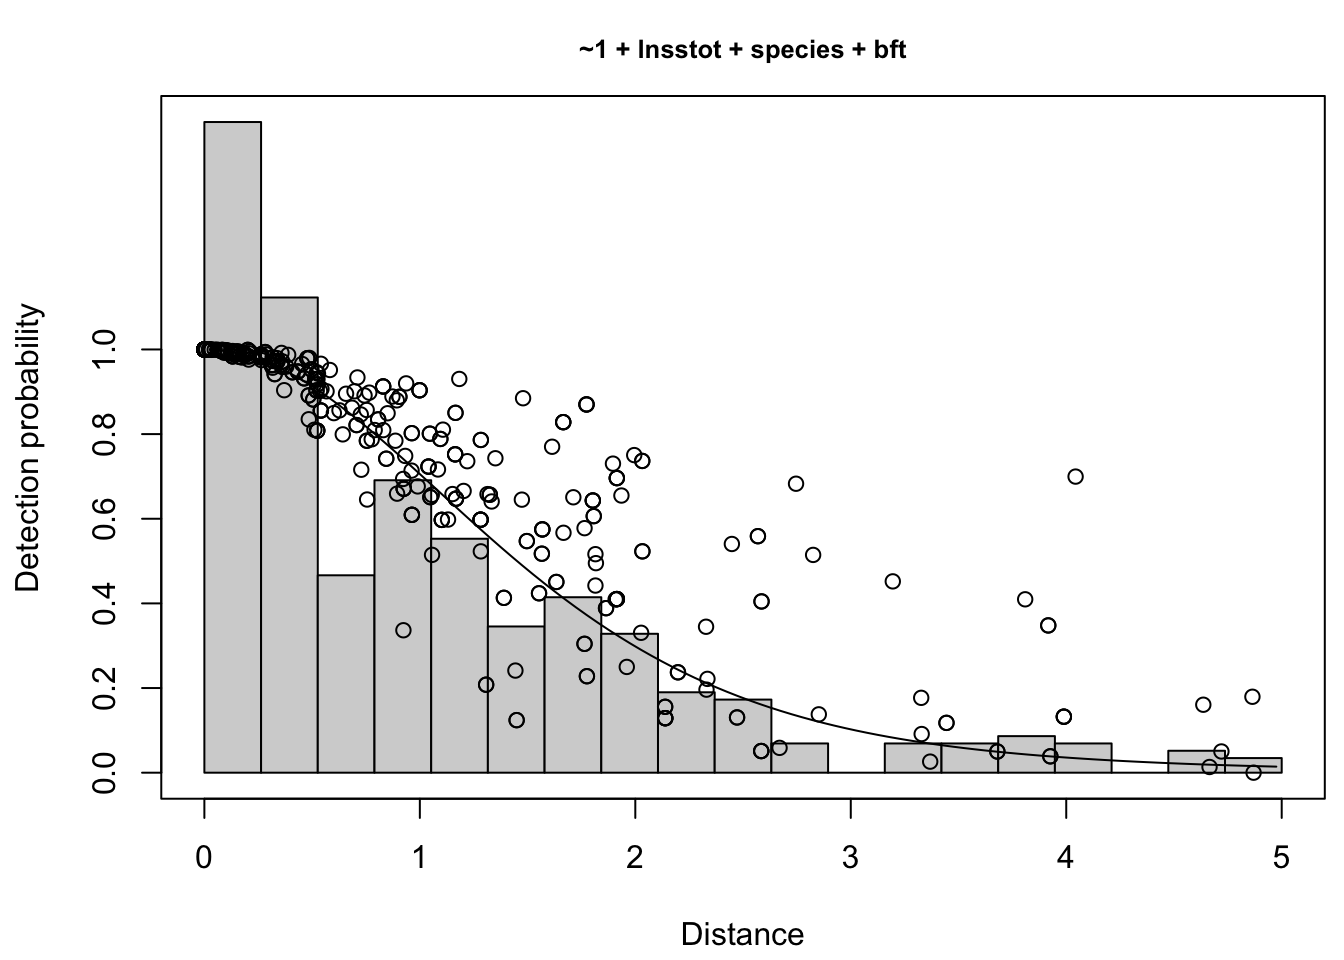 ~1 + lnsstot + species + bft
Detection probability
1.0
0.8
0.6
0.4
0.2
0.0
0 1 2 3 4 5
Distance